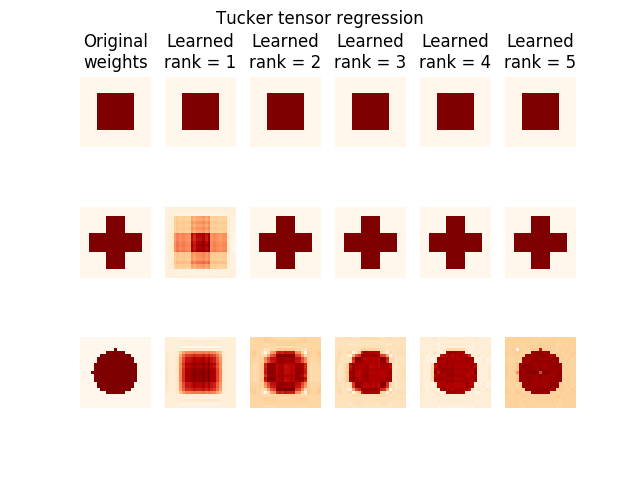 Tucker tensor regression
Original weights
Learned rank = 1
Learned rank = 2
Learned rank = 3
Learned rank = 4
Learned rank = 5